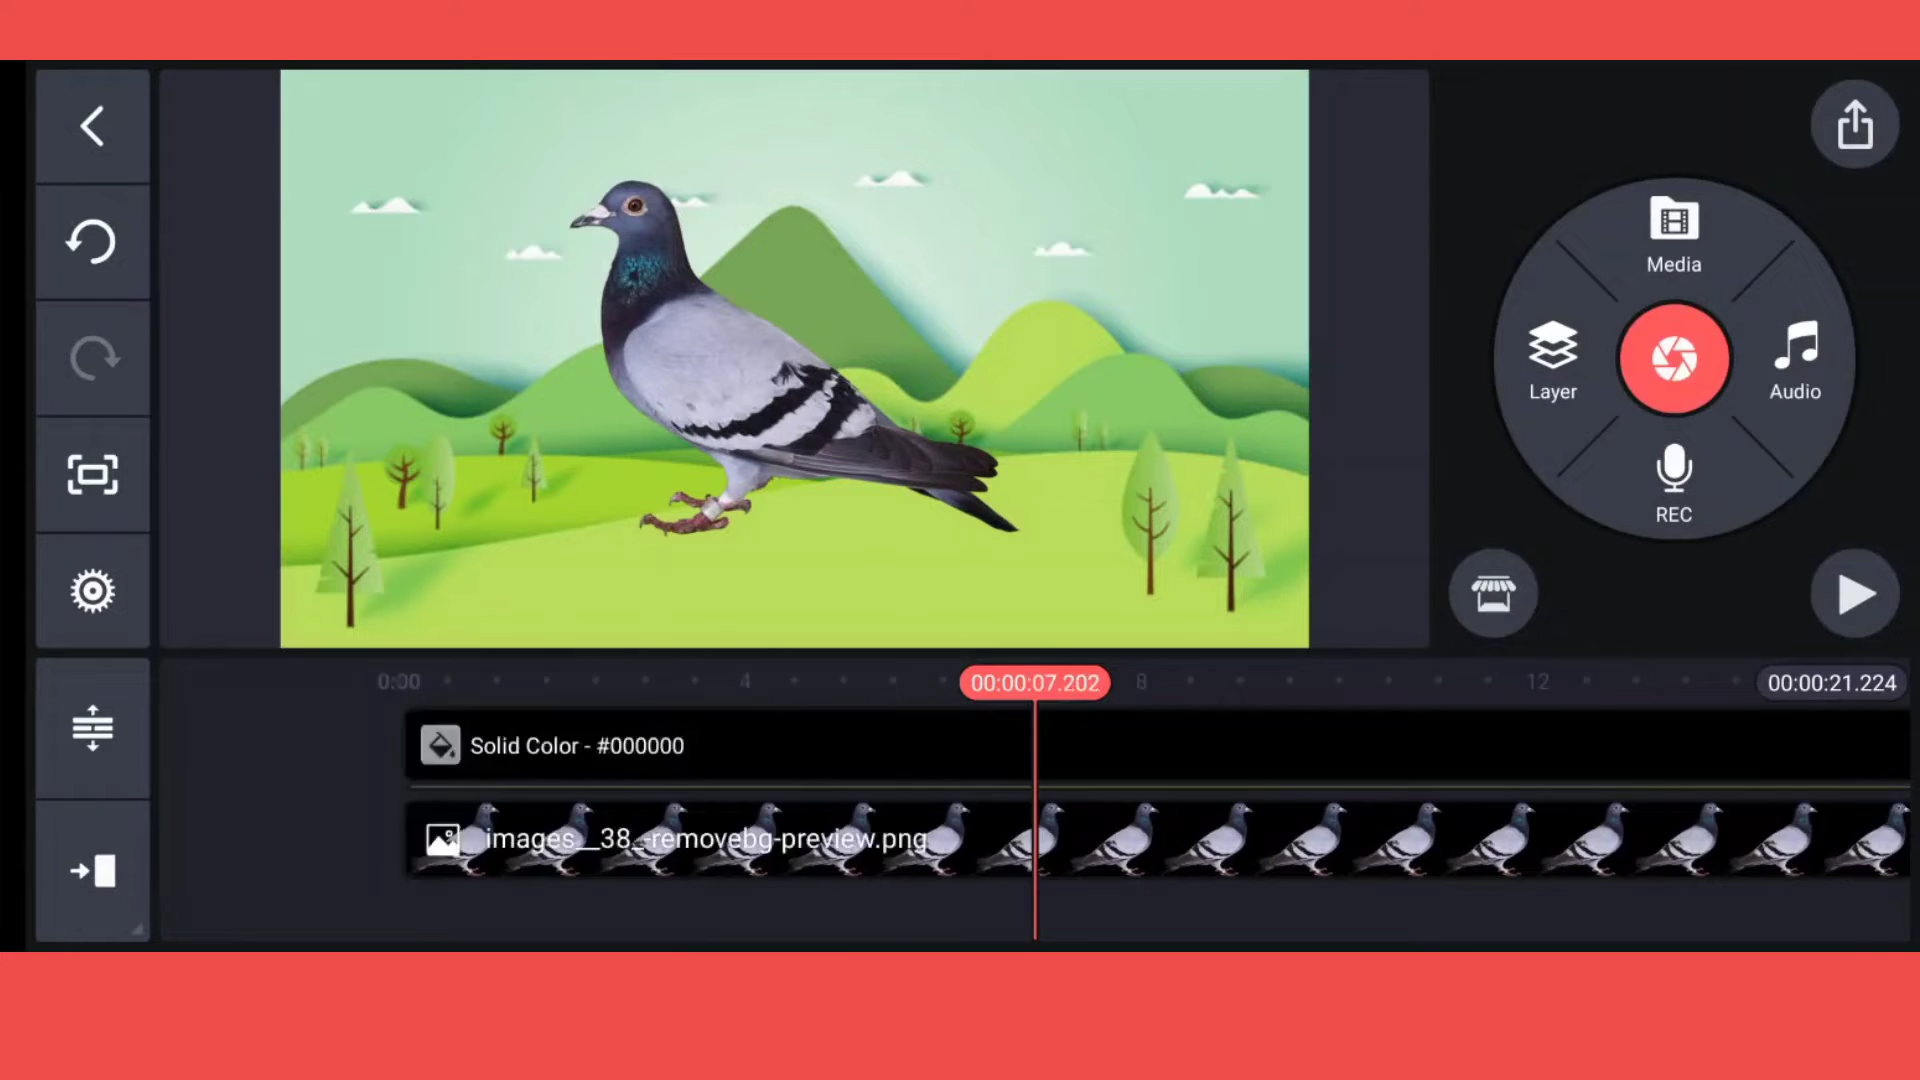 Media
Layer
Audio
REC
0:00
4
00:00:07.202
8
12
00:00:21.224
Solid Color - #000000
images__38_-removebg-preview.png